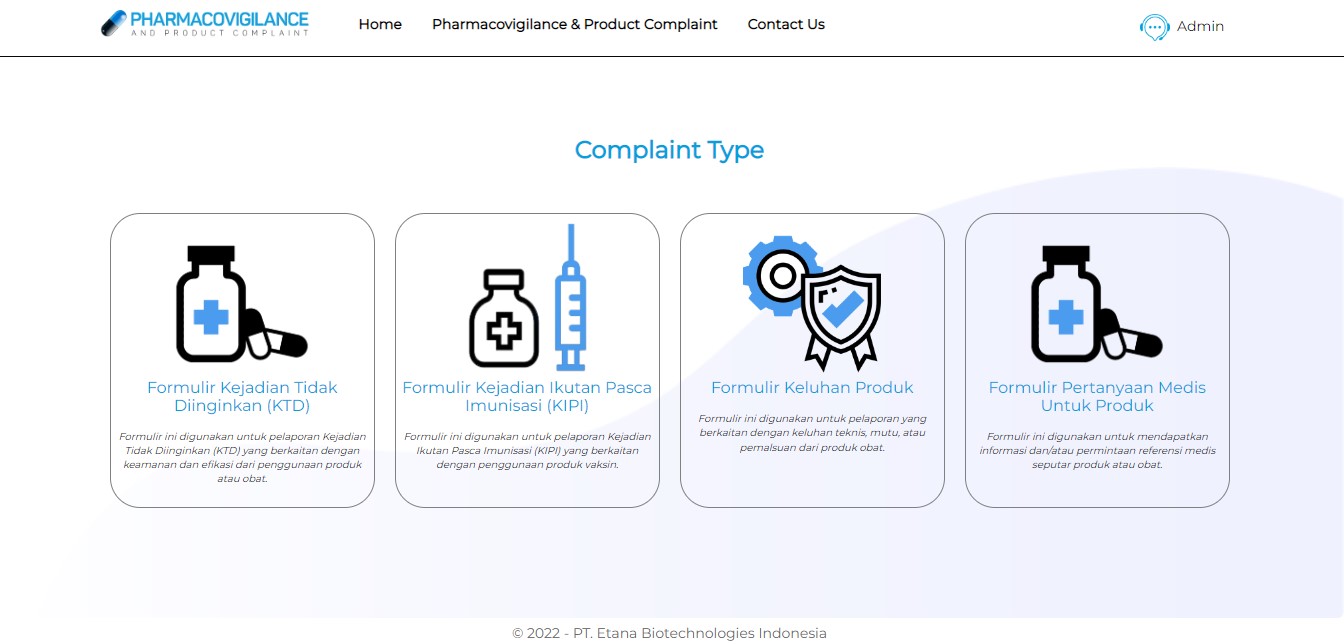 PHARMACOVIGILANCE
AND PRODUCT COMPLAINT
Home
Pharmacovigilance & Product Complaint
Contact Us
Admin
Complaint Type
Formulir Kejadian Tidak
Diinginkan (KTD)
Formulir ini digunakan untuk pelaporan Kejadian
Tidak Diinginkan (KTD) yang berkaitan dengan
keamanan dan efikasi dari penggunaan produk
atau obat.
Formulir Kejadian Ikutan Pasca
Imunisasi (KIPI)
Formulir ini digunakan untuk pelaporan Kejadian
Ikutan Pasca Imunisasi (KIPI) yang berkaitan
dengan penggunaan produk vaksin.
Formulir Keluhan Produk
Formulir ini digunakan untuk pelaporan yang
berkaitan dengan keluhan teknis, mutu, atau
pemalsuan dari produk obat.
Formulir Pertanyaan Medis
Untuk Produk
Formulir ini digunakan untuk mendapatkan
informasi dan/atau permintaan referensi medis
seputar produk atau obat.
© 2022 - PT. Etana Biotechnologies Indonesia